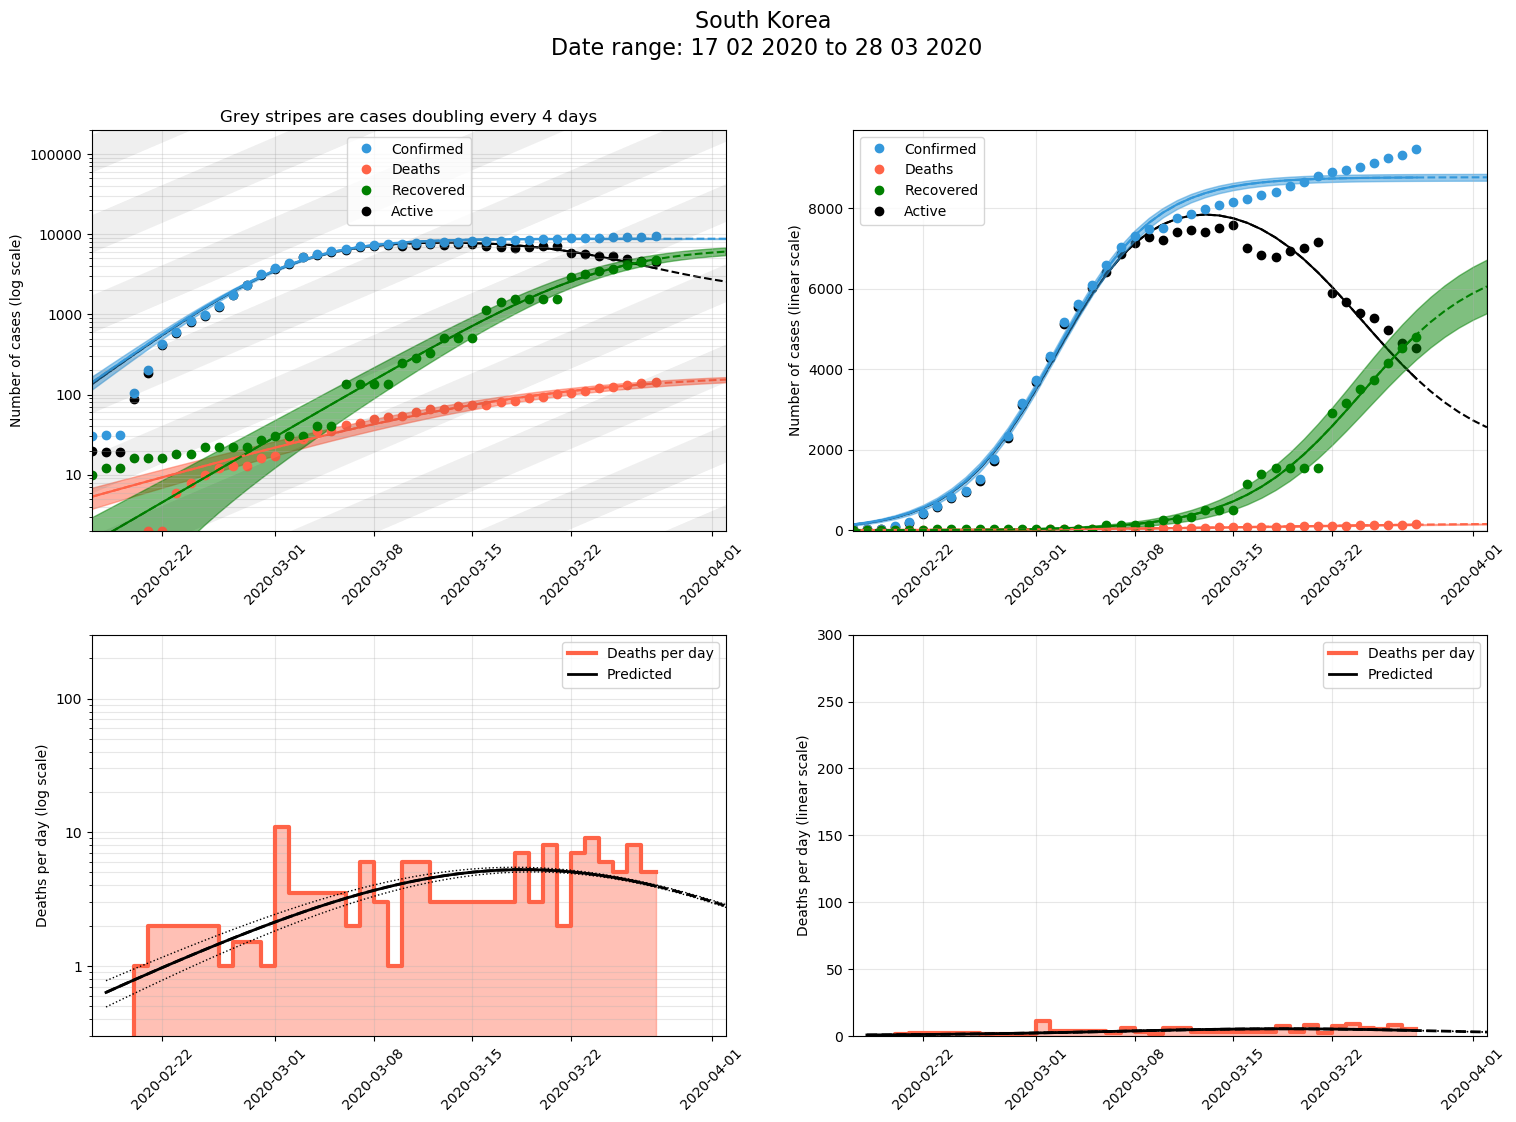 South Korea
Date range: 17 02 2020 to 28 03 2020
Grey stripes are cases doubling every 4 days
Number of cases (log scale)
100000
10000
1000
100
10
Confirmed
Deaths
Recovered
Active
2020-02-22
2020-03-01
2020-03-08
2020-03-15
2020-03-22
2020-04-01
Number of cases (linear scale)
8000
6000
4000
2000
0
Confirmed
Deaths
Recovered
Active
2020-02-22
2020-03-01
2020-03-08
2020-03-15
2020-03-22
2020-04-01
Deaths per day (log scale)
100
10
1
Deaths per day
Predicted
2020-02-22
2020-03-01
2020-03-08
2020-03-15
2020-03-22
2020-04-01
Deaths per day (linear scale)
300
250
200
150
100
50
0
Deaths per day
Predicted
2020-02-22
2020-03-01
2020-03-08
2020-03-15
2020-03-22
2020-04-01